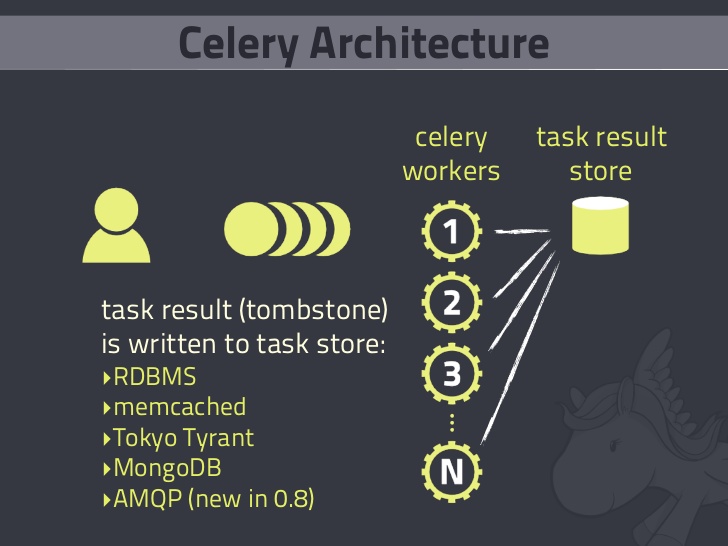 Celery Architecture
celery
workers
task result
store
1
2
3
N
task result (tombstone)
is written to task store:
‣RDBMS
‣memcached
‣Tokyo Tyrant
‣MongoDB
‣AMQP (new in 0.8)